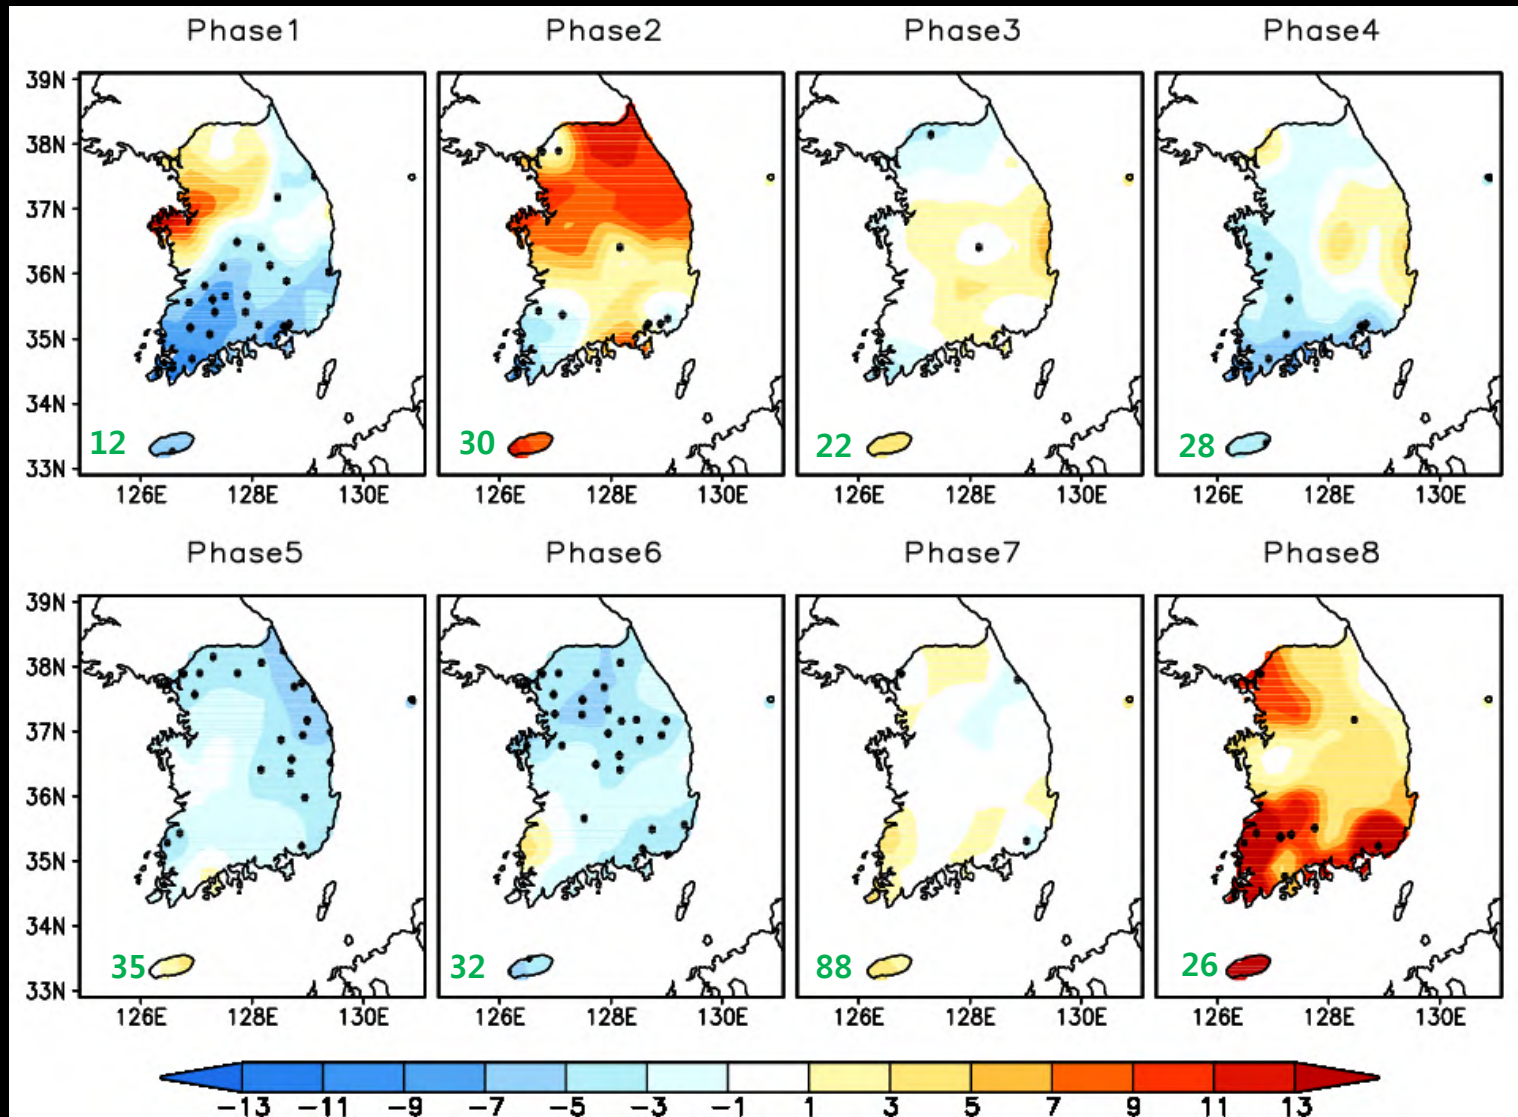 Phase1 Phase2 Phase3 Phase4
39N
38N
37N
36N
35N
34N
33N
12 30 22 28
126E 128E 130E 126E 128E 130E 126E 128E 130E 126E 128E 130E
Phase5 Phase6 Phase7 Phase8
39N
38N
37N
36N
35N
34N
33N
35 32 88 26
126E 128E 130E 126E 128E 130E 126E 128E 130E 126E 128E 130E
-13 -11 -9 -7 -5 -3 -1 1 3 5 7 9 11 13